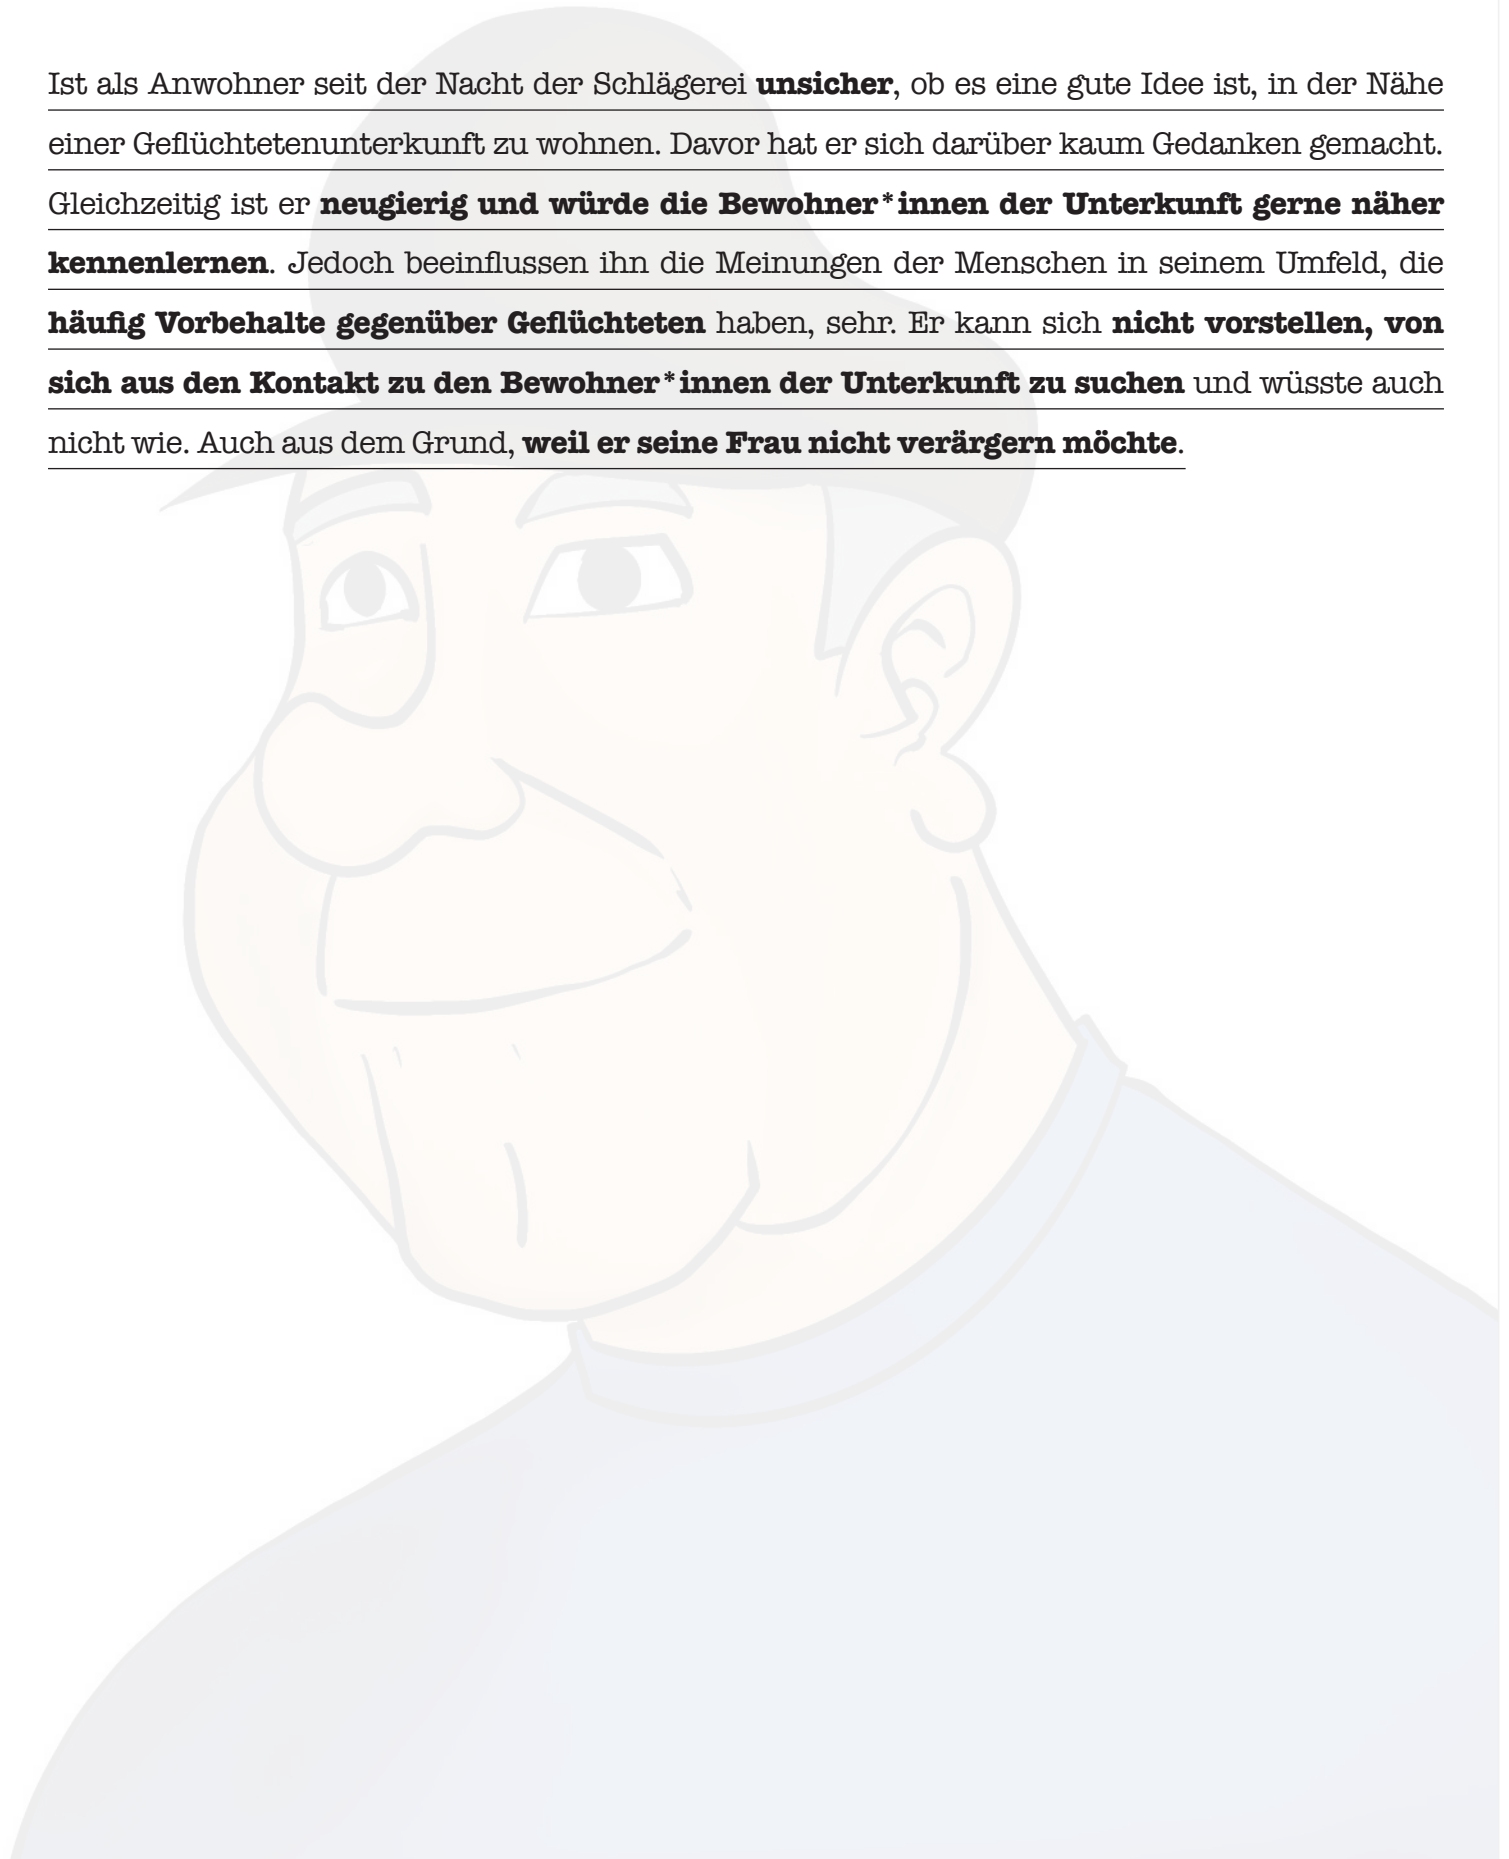 Ist als Anwohner seit der Nacht der Schlägerei unsicher, ob es eine gute Idee ist, in der Nähe
einer Geflüchtetenunterkunft zu wohnen. Davor hat er sich darüber kaum Gedanken gemacht.
Gleichzeitig ist er neugierig und würde die Bewohner*innen der Unterkunft gerne näher
kennenlernen. Jedoch beeinflussen ihn die Meinungen der Menschen in seinem Umfeld, die
häufig Vorbehalte gegenüber Geflüchteten haben, sehr. Er kann sich nicht vorstellen, von
sich aus den Kontakt zu den Bewohner*innen der Unterkunft zu suchen und wüsste auch
nicht wie. Auch aus dem Grund, weil er seine Frau nicht verärgern möchte.